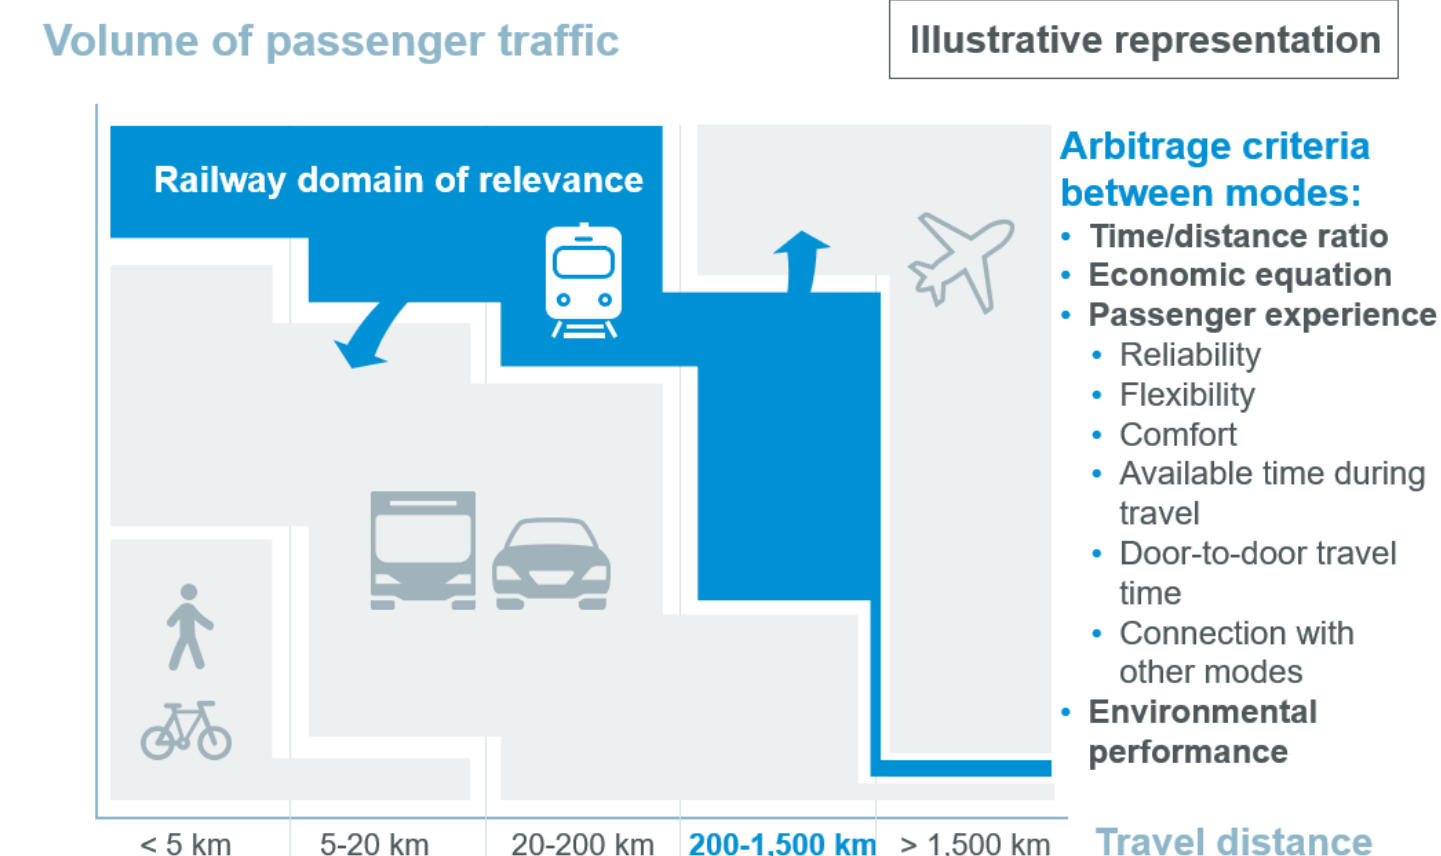 Volume of passenger traffic
Illustrative representation
Railway domain of relevance
Arbitrage criteria
between modes:
• Time/distance ratio
• Economic equation
• Passenger experience
• Reliability
• Flexibility
• Comfort
• Available time during
travel
• Door-to-door travel
time
• Connection with
other modes
• Environmental
performance
< 5 km
5-20 km
20-200 km
200-1,500 km
> 1,500 km
Travel distance